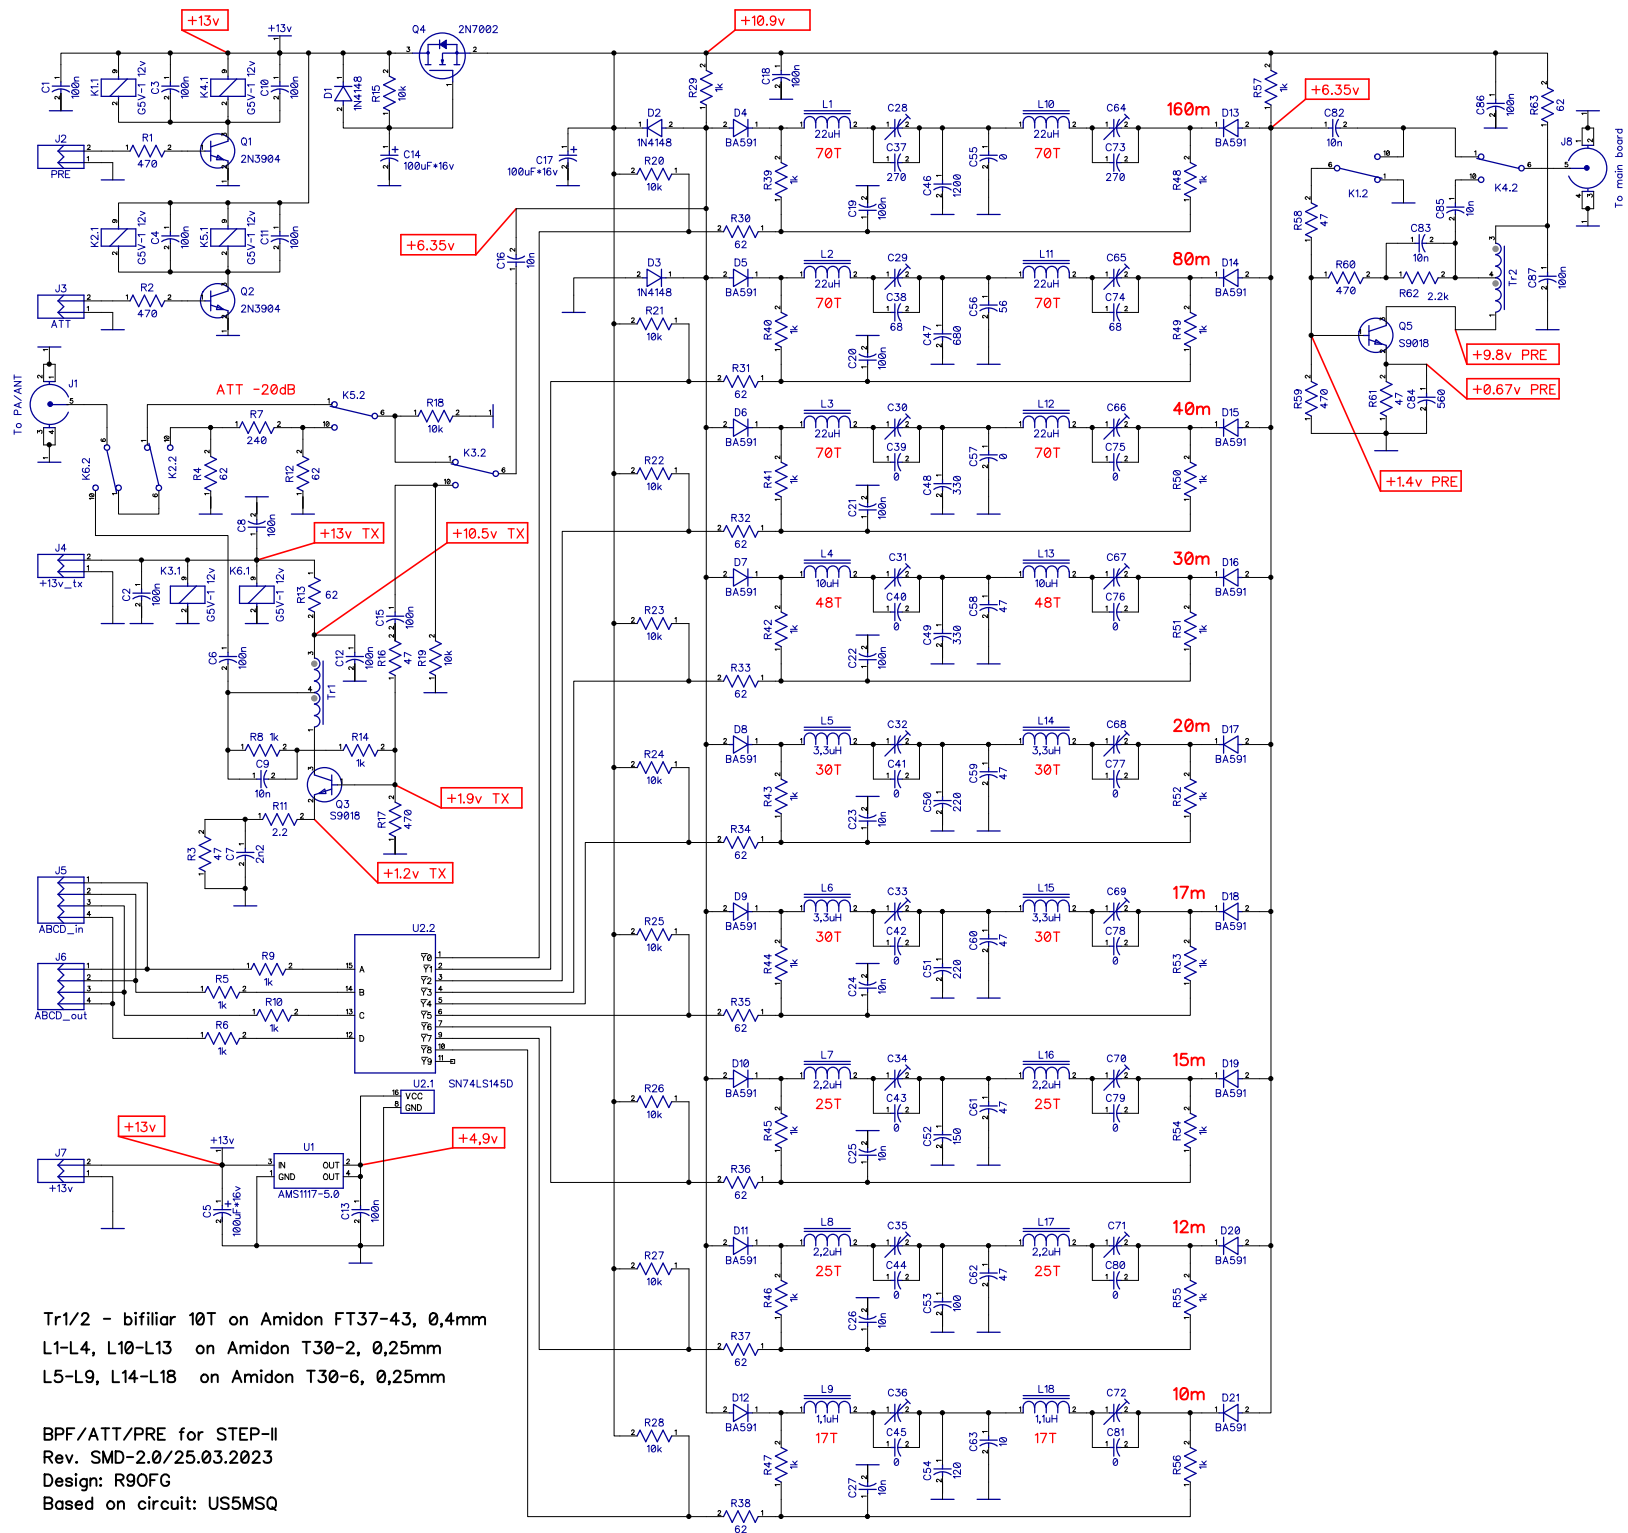 +13v
+13v
Q4
2N7002
+10.9v
C1
100n
K1.1
G5V-1 12v
C3
100n
K4.1
G5V-1 12v
C10
100n
D1
1N4148
R15
10k
C14
100uF*16v
R29
1k
C18
100n
R57
1k
+6.35v
C86
100n
R63
62
J2
PRE
R1
470
Q1
2N3904
K2.1
G5V-1 12v
C4
100n
K5.1
G5V-1 12v
C11
100n
J3
ATT
R2
470
Q2
2N3904
C17
100uF*16v
+6.35v
C16
10n
D2
1N4148
R20
10k
D4
BA591
L1
22uH
70T
C28
C37
270
R39
1k
C19
100n
C46
1200
C55
0
L10
22uH
70T
C64
C73
270
160m
D13
BA591
R48
1k
R30
62
C82
10n
K1.2
K4.2
J8
To main board
R58
47
C85
10n
C83
10n
R60
470
R62
2.2k
Tr2
C87
100n
Q5
S9018
+9.8v PRE
+0.67v PRE
R59
470
R61
47
C84
560
+1.4v PRE
D3
1N4148
R21
10k
D5
BA591
L2
22uH
70T
C29
C38
68
R40
1k
C20
100n
C47
680
C56
56
L11
22uH
70T
C65
C74
68
80m
D14
BA591
R49
1k
R31
62
J1
To PA/ANT
ATT -20dB
K5.2
R7
240
R4
62
R12
62
K6.2
K2.2
R18
10k
K3.2
R22
10k
D6
BA591
L3
22uH
70T
C30
C39
0
R41
1k
C21
100n
C48
330
C57
0
L12
22uH
70T
C66
C75
0
40m
D15
BA591
R50
1k
R32
62
C8
100n
+13v TX
+10.5v TX
J4
+13v_tx
C2
100n
K3.1
G5V-1 12v
K6.1
G5V-1 12v
R13
62
C6
100n
C12
100n
Tr1
C15
100n
R16
47
R19
10k
R23
10k
D7
BA591
L4
10uH
48T
C31
C40
0
R42
1k
C22
100n
C49
330
C58
47
L13
10uH
48T
C67
C76
0
30m
D16
BA591
R51
1k
R33
62
R8 1k
C9
10n
R14
1k
Q3
S9018
R11
2.2
R3
47
C7
2n2
R17
470
+1.9v TX
+1.2v TX
R24
10k
D8
BA591
L5
3,3uH
30T
C32
C41
0
R43
1k
C23
10n
C50
220
C59
47
L14
3,3uH
30T
C68
C77
0
20m
D17
BA591
R52
1k
R34
62
J5
ABCD_in
J6
ABCD_out
R9
1k
R5
1k
R10
1k
R6
1k
U2.2
A
B
C
D
Y0
Y1
Y2
Y3
Y4
Y5
Y6
Y7
Y8
Y9
SN74LS145D
U2.1
VCC
GND
R25
10k
D9
BA591
L6
3,3uH
30T
C33
C42
0
R44
1k
C24
10n
C51
220
C60
47
L15
3,3uH
30T
C69
C78
0
17m
D18
BA591
R53
1k
R35
62
+13v
+13v
+4,9v
J7
+13v
C5
100uF*16v
U1
IN
GND
OUT
OUT
AMS1117-5.0
C13
100n
R26
10k
D10
BA591
L7
2,2uH
25T
C34
C43
0
R45
1k
C25
10n
C52
150
C61
47
L16
2,2uH
25T
C70
C79
0
15m
D19
BA591
R54
1k
R36
62
R27
10k
D11
BA591
L8
2,2uH
25T
C35
C44
0
R46
1k
C26
10n
C53
100
C62
47
L17
2,2uH
25T
C71
C80
0
12m
D20
BA591
R55
1k
R37
62
R28
10k
D12
BA591
L9
1,1uH
17T
C36
C45
0
R47
1k
C27
10n
C54
120
C63
10
L18
1,1uH
17T
C72
C81
0
10m
D21
BA591
R56
1k
R38
62
Tr1/2 - bifiliar 10T on Amidon FT37-43, 0,4mm
L1-L4, L10-L13 on Amidon T30-2, 0,25mm
L5-L9, L14-L18 on Amidon T30-6, 0,25mm
BPF/ATT/PRE for STEP-II
Rev. SMD-2.0/25.03.2023
Design: R9OFG
Based on circuit: US5MSQ